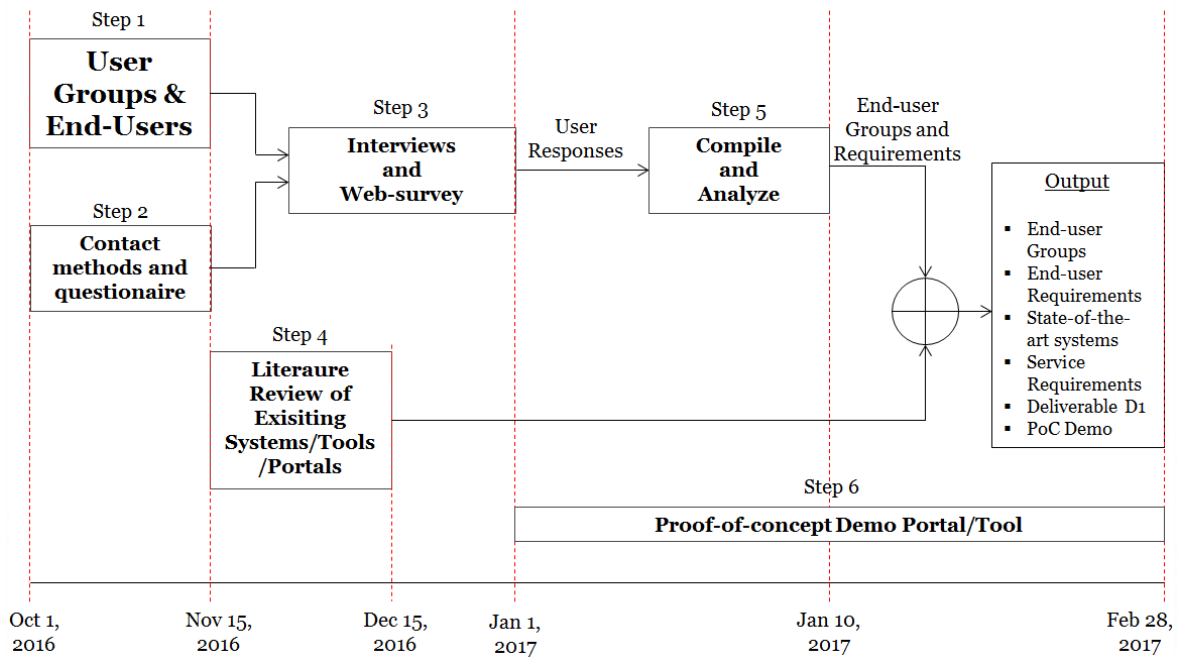 Step 1
User
Groups &
End-Users
Step 2
Contact
methods and
questionaire
Step 3
Interviews
and
Web-survey
User
Responses
Step 5
Compile
and
Analyze
End-user
Groups and
Requirements
Output
▪ End-user
Groups
▪ End-user
Requirements
▪ State-of-the-
art systems
▪ Service
Requirements
▪ Deliverable D1
▪ PoC Demo
Step 4
Literaure
Review of
Exisiting
Systems/Tools
/Portals
Step 6
Proof-of-concept Demo Portal/Tool
Oct 1,
2016
Nov 15,
2016
Dec 15,
2016
Jan 1,
2017
Jan 10,
2017
Feb 28,
2017